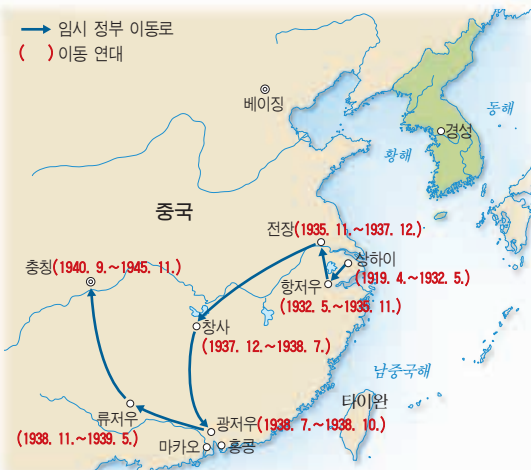 임시 정부 이동로
( ) 이동 연대
베이징
경성
동해
황해
중국
전장(1935. 11.~1937. 12.)
충칭(1940. 9.~1945. 11.)
상하이
(1919. 4.~1932. 5.)
항저우
(1932. 5.~1935. 11.)
창사
(1937. 12.~1938. 7.)
남중국해
타이완
류저우
(1938. 11.~1939. 5.)
광저우(1938. 7.~1938. 10.)
마카오
홍콩